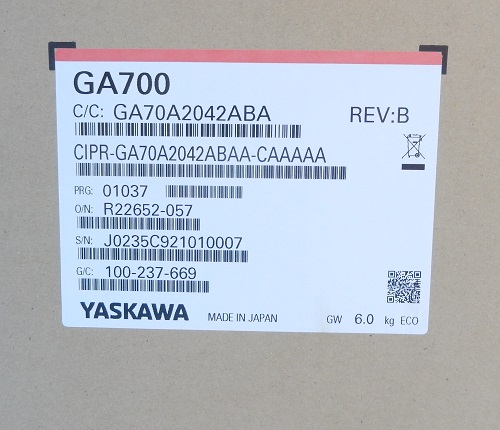 GA700
C/C: GA70A2042ABA REV:B
CIPR-GA70A2042ABAA-CAAAAA
PRG: 01037
O/N: R22652-057
S/N: J0235C921010007
G/C: 100-237-669
YASKAWA MADE IN JAPAN GW 6.0 kg ECO